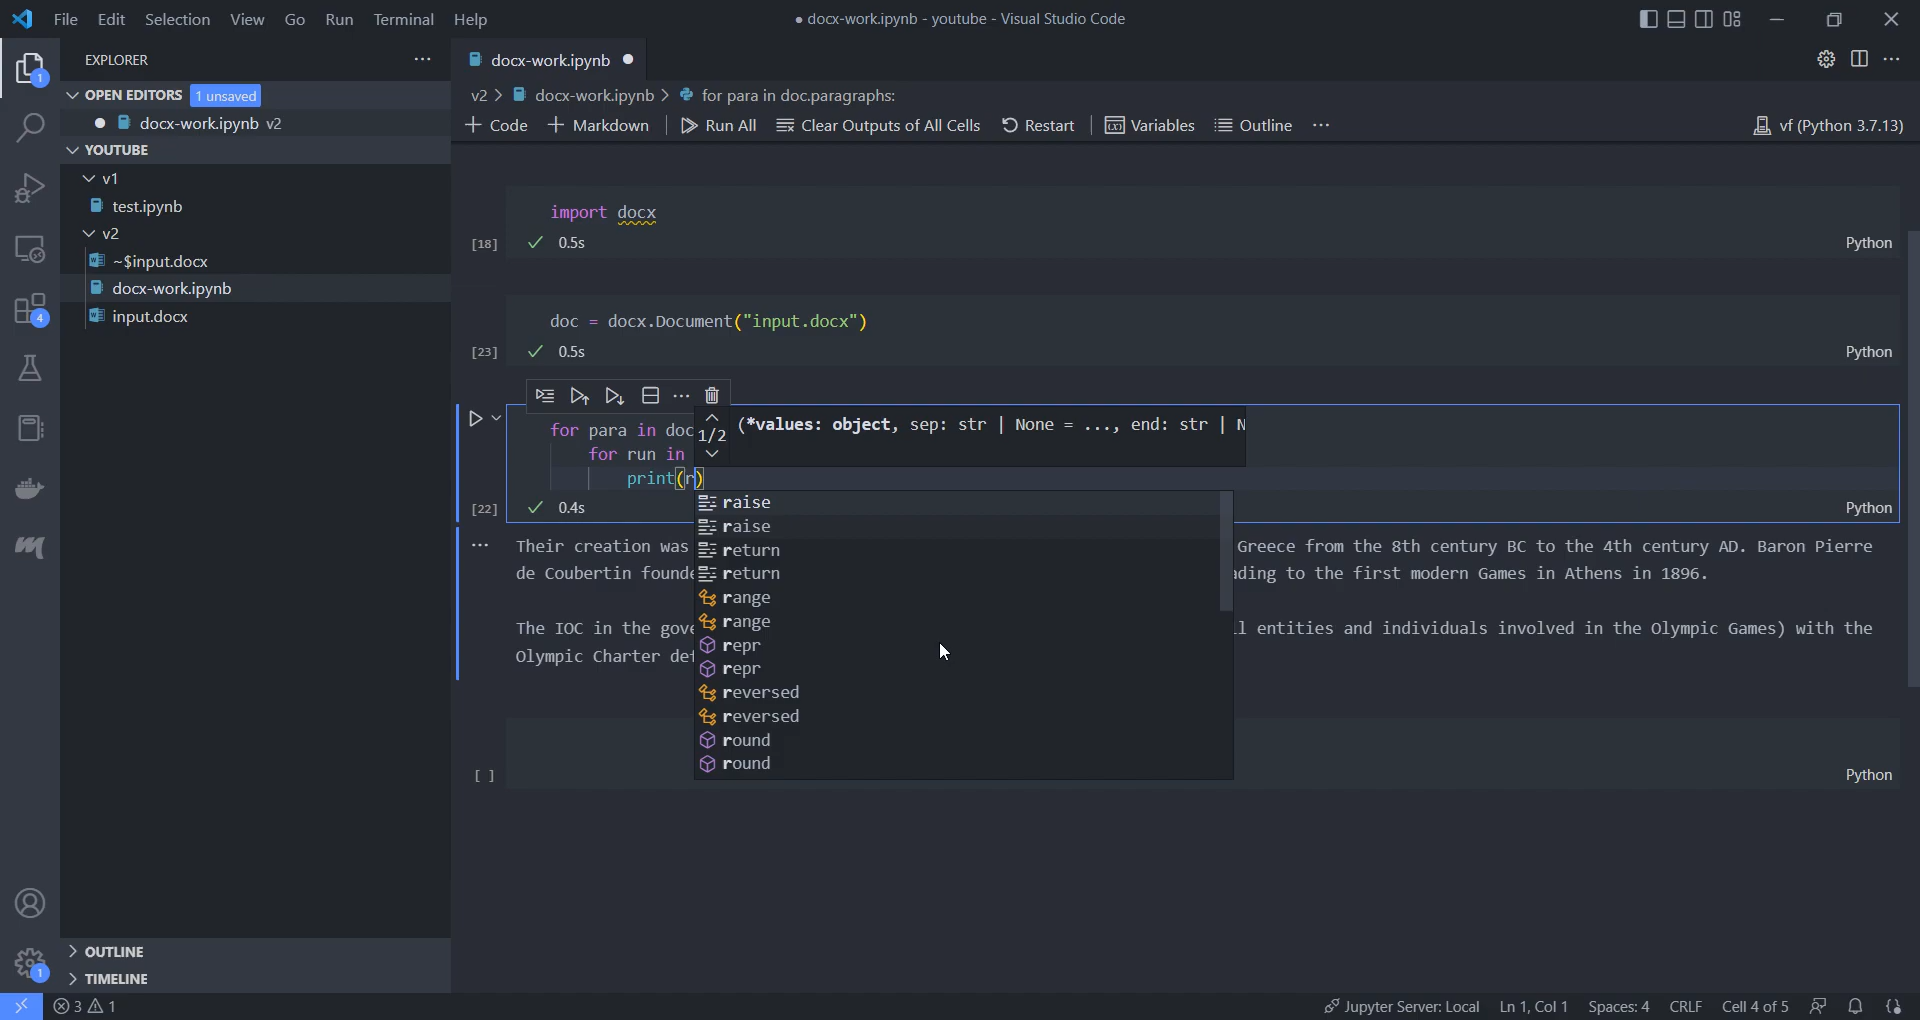 File Edit Selection View Go Run Terminal Help
● docx-work.ipynb - youtube - Visual Studio Code
EXPLORER
OPEN EDITORS 1 unsaved
docx-work.ipynb v2
YOUTUBE
v1
test.ipynb
v2
~$input.docx
docx-work.ipynb
input.docx
OUTLINE
TIMELINE
1
4
1
docx-work.ipynb
v2 > docx-work.ipynb > for para in doc.paragraphs:
+ Code + Markdown Run All Clear Outputs of All Cells Restart Variables Outline ...
vf (Python 3.7.13)
import docx
[18] ✓ 0.5s Python
doc = docx.Document("input.docx")
[23] ✓ 0.5s Python
for para in doc
for run in
print(r)
1/2
(*values: object, sep: str | None = ..., end: str | N
[22] ✓ 0.4s Python
raise
raise
return
return
range
range
repr
repr
reversed
reversed
round
round
Their creation was Greece from the 8th century BC to the 4th century AD. Baron Pierre
de Coubertin founde ding to the first modern Games in Athens in 1896.
The IOC in the gove l entities and individuals involved in the Olympic Games) with the
Olympic Charter def
[ ] Python
3 1
Jupyter Server: Local Ln 1, Col 1 Spaces: 4 CRLF Cell 4 of 5